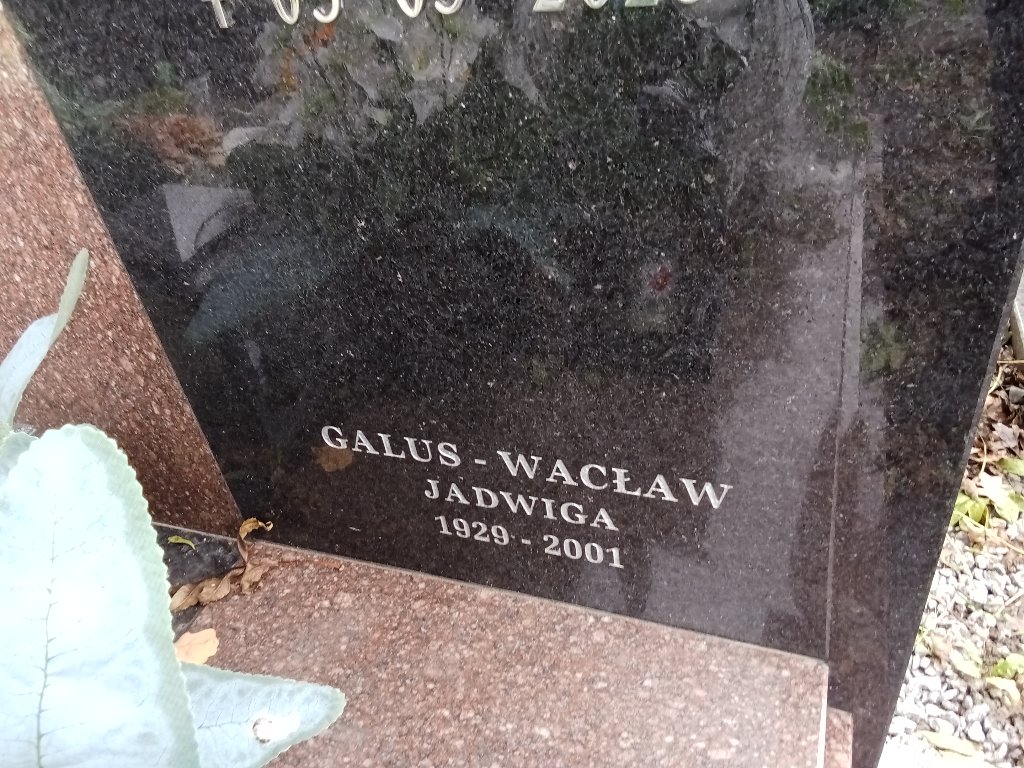 GALUS - WACŁAW
JADWIGA
1929 - 2001